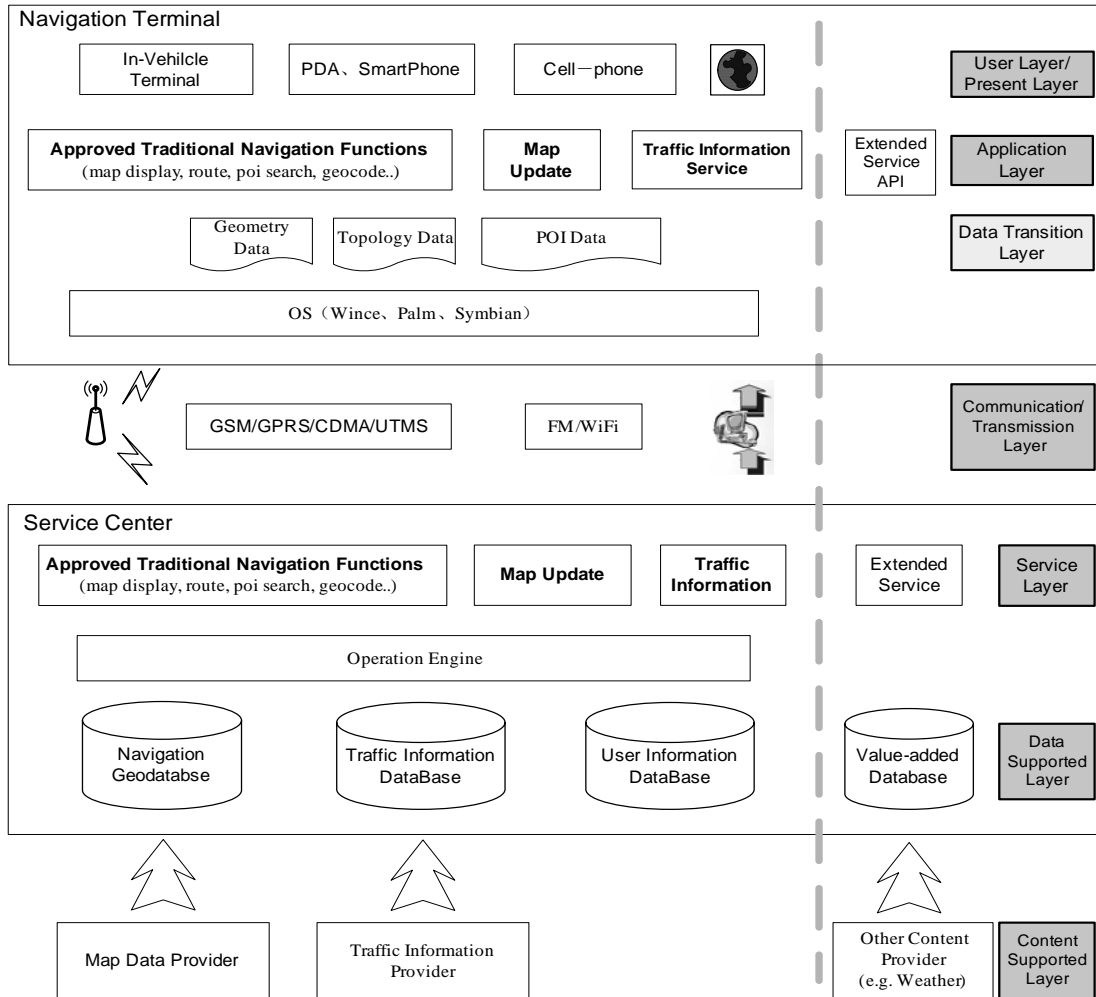 Navigation Terminal
In-Vehilcle
Terminal
PDA、SmartPhone
Cell－phone
User Layer/
Present Layer
Approved Traditional Navigation Functions
(map display, route, poi search, geocode..)
Map
Update
Traffic Information
Service
Extended
Service
API
Application
Layer
Geometry
Data
Topology Data
POI Data
Data Transition
Layer
OS（Wince、Palm、Symbian）
GSM/GPRS/CDMA/UTMS
FM/WiFi
Communication/
Transmission
Layer
Service Center
Approved Traditional Navigation Functions
(map display, route, poi search, geocode..)
Map Update
Traffic
Information
Extended
Service
Service
Layer
Operation Engine
Navigation
Geodatabse
Traffic Information
DataBase
User Information
DataBase
Value-added
Database
Data
Supported
Layer
Map Data Provider
Traffic Information
Provider
Other Content
Provider
(e.g. Weather)
Content
Supported
Layer